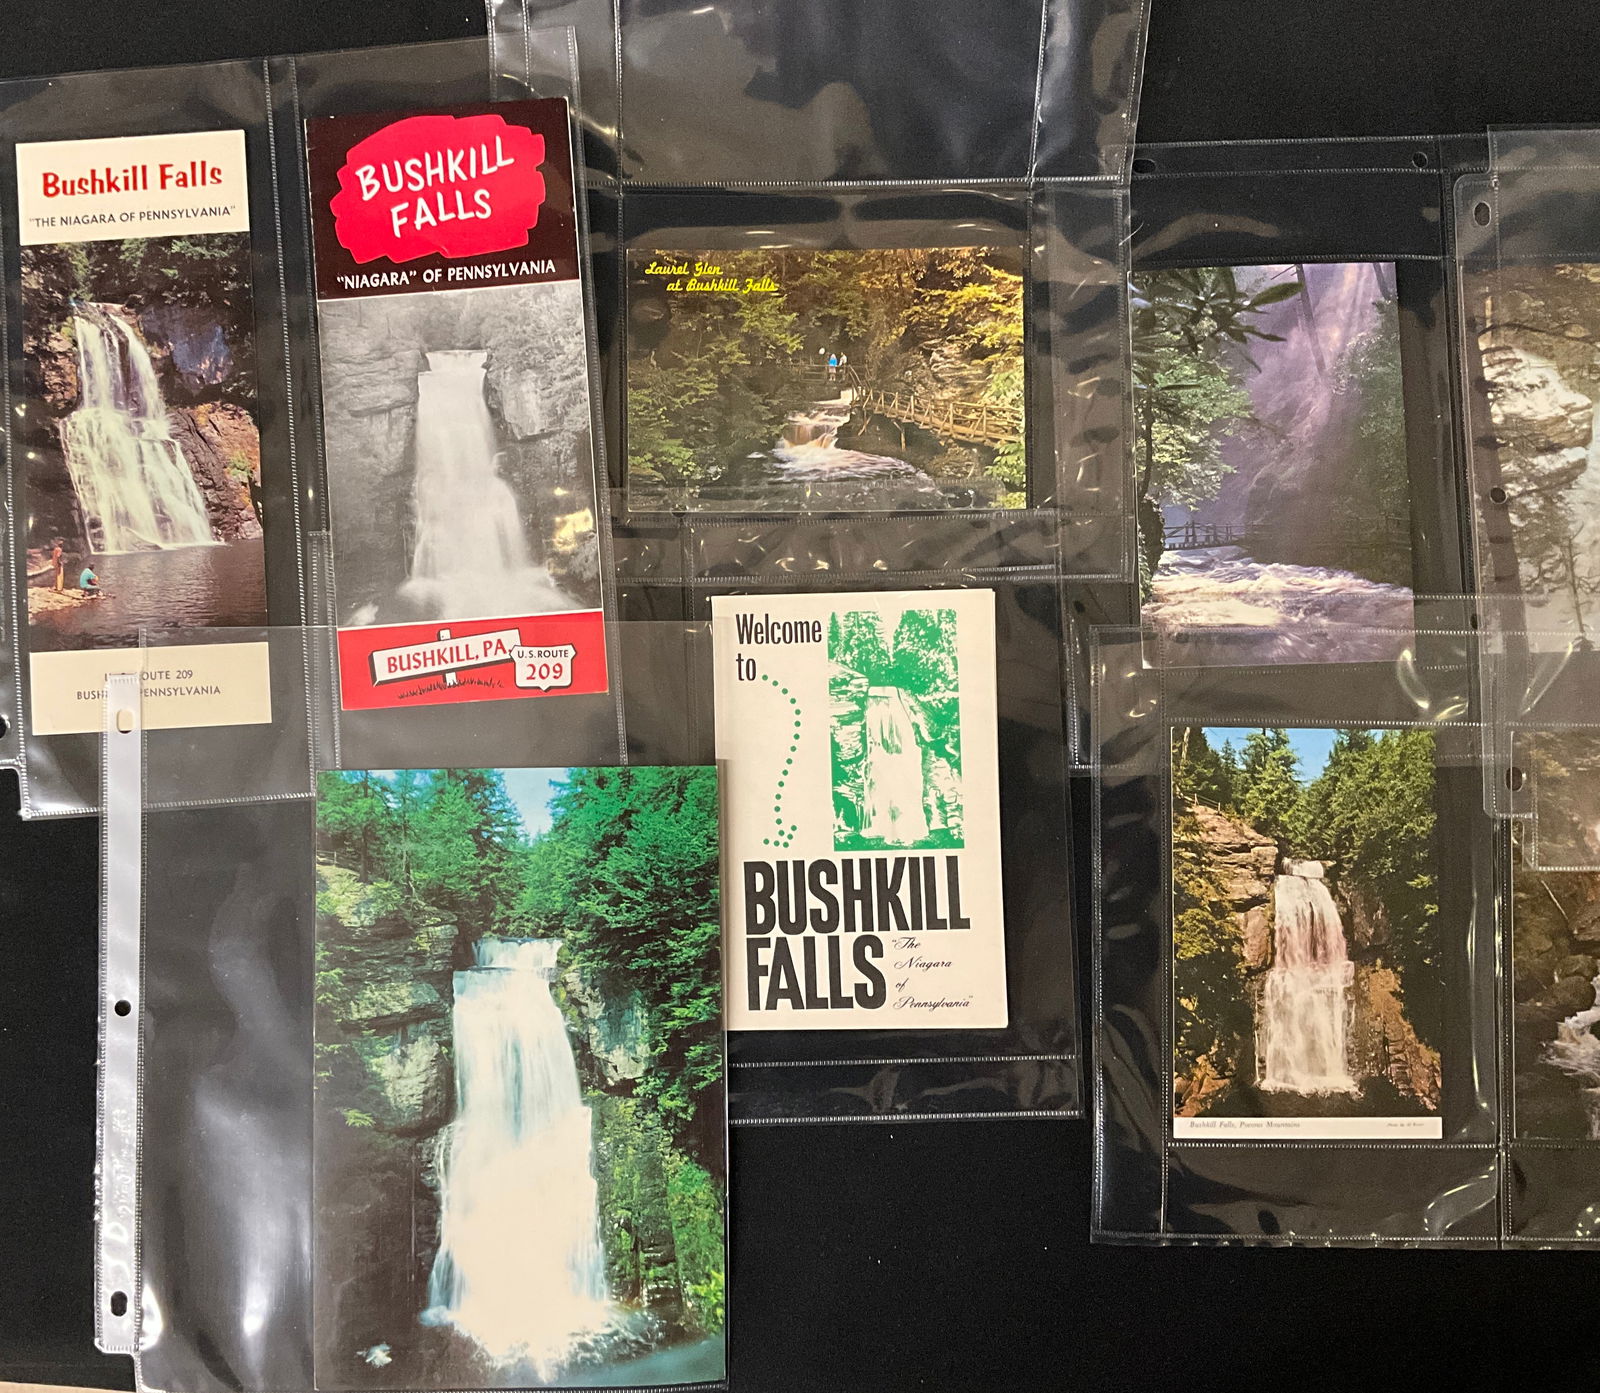 Bushkill Falls
"THE NIAGARA OF PENNSYLVANIA"
ROUTE 209
PENNSYLVANIA
BUSHKILL
FALLS
"NIAGARA" OF PENNSYLVANIA
BUSHKILL, PA.
U.S. ROUTE
209
Laurel Glen
at Bushkill Falls
Welcome
to
BUSHKILL
FALLS
"The
Niagara
of
Pennsylvania"
Bushkill Falls, Pocono Mountains